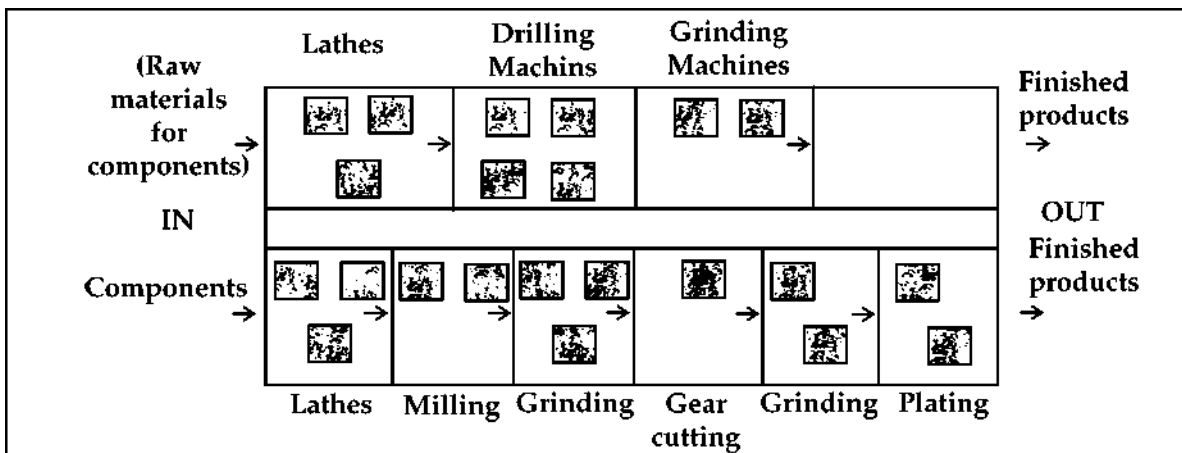 Lathes
Drilling
Machins
Grinding
Machines
(Raw
materials
for
components)
Finished
products
IN
OUT
Finished
products
Components
Lathes
Milling
Grinding
Gear
cutting
Grinding
Plating